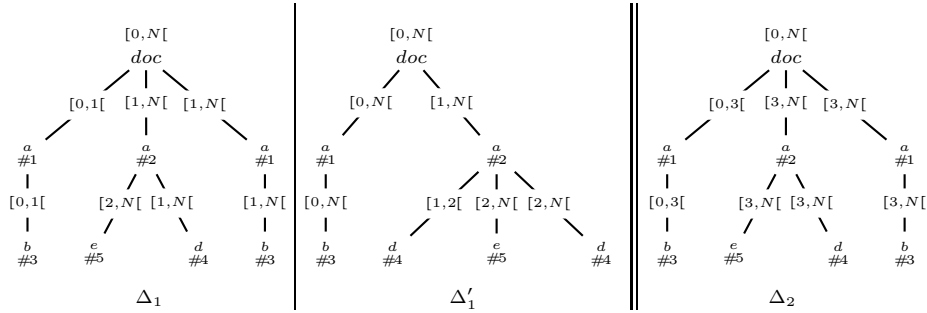 [0,N[ [0,N[ [0,N[
doc doc doc
[0,1[ [1,N[ [1,N[ [0,N[ [1,N[ [0,3[ [3,N[ [3,N[
a a a a a a a a
#1 #2 #1 #1 #2 #1 #2 #1
[0,1[ [2,N[ [1,N[ [1,N[ [0,N[ [1,2[ [2,N[ [2,N[ [0,3[ [3,N[ [3,N[ [3,N[
b e d b b d e d b e d b
#3 #5 #4 #3 #3 #4 #5 #4 #3 #5 #4 #3
Δ1 Δ′1 Δ2